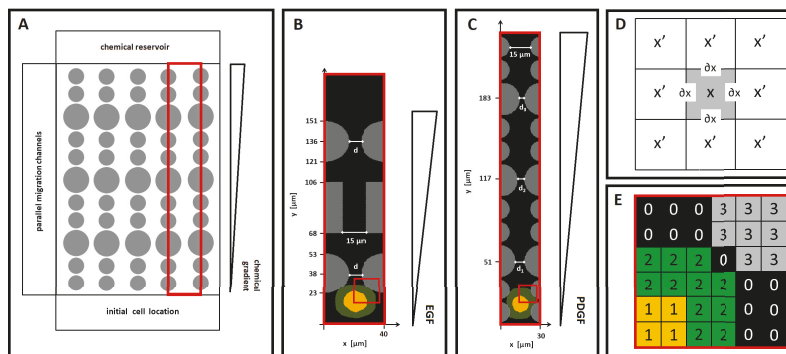 A
chemical reservoir
parallel migration channels
chemical
gradient
initial cell location
B
15 μm
d
d
151
136
121
106
68
53
38
23
y [μm]
x [μm]
40
EGF
C
15 μm
d₃
d₂
d₁
183
117
51
y [μm]
x [μm]
30
PDGF
D
x’ x’ x’
∂x
x’ ∂x x ∂x x’
∂x
x’ x’ x’
E
0 0 0 3 3 3
0 0 0 3 3 3
2 2 2 0 3 3
2 2 2 2 0 0
1 1 2 2 0 0
1 1 2 2 0 0